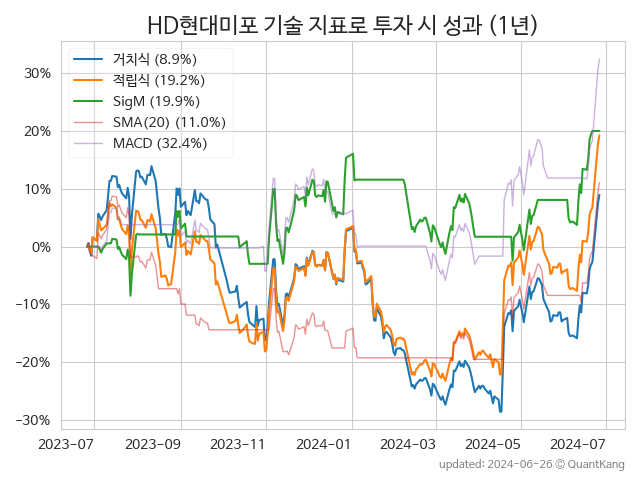 HD현대미포 기술 지표로 투자 시 성과 (1년)
거치식 (8.9%)
적립식 (19.2%)
SigM (19.9%)
SMA(20) (11.0%)
MACD (32.4%)
30%
20%
10%
0%
−10%
−20%
−30%
2023-07 2023-09 2023-11 2024-01 2024-03 2024-05 2024-07
updated: 2024-06-26 © QuantKang